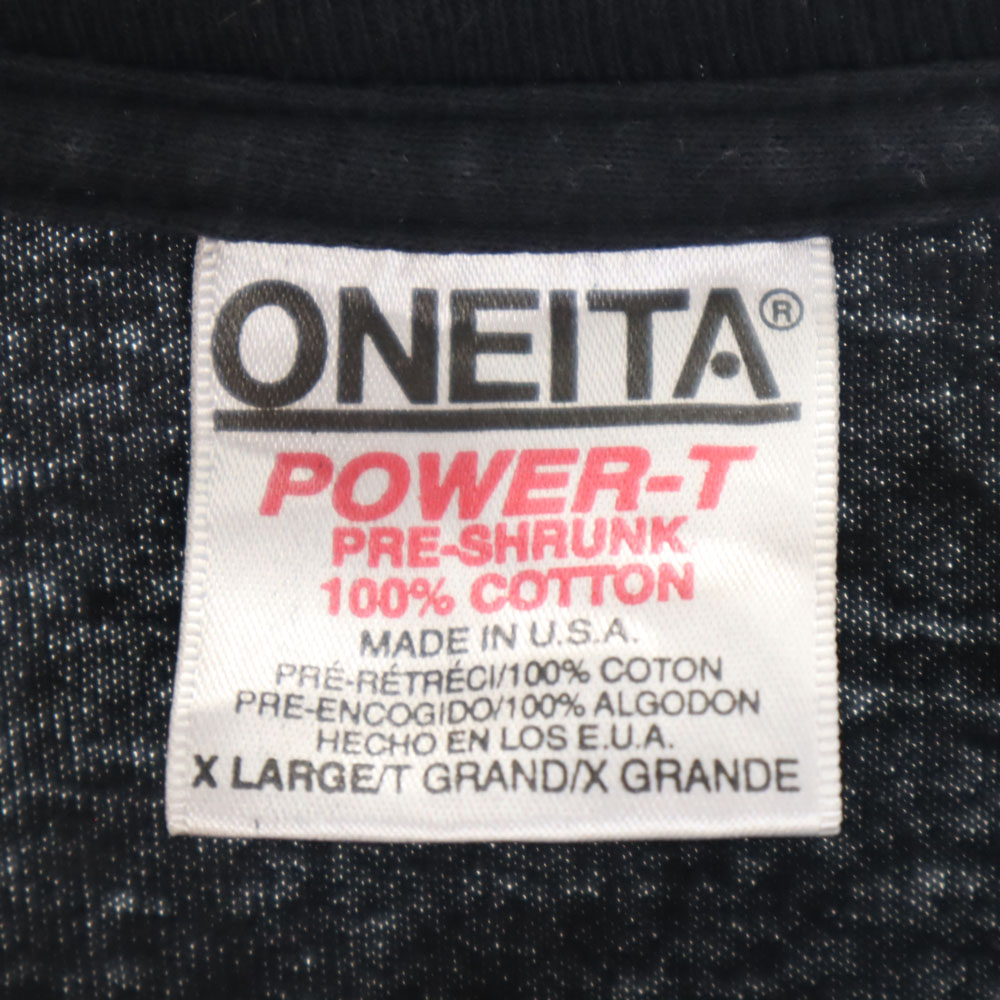 ONEITA®
POWER-T
PRE-SHRUNK
100% COTTON
MADE IN U.S.A.
PRÉ-RÉTRÉCI/100% COTON
PRE-ENCOGIDO/100% ALGODON
HECHO EN LOS E.U.A.
X LARGE/T GRAND/X GRANDE